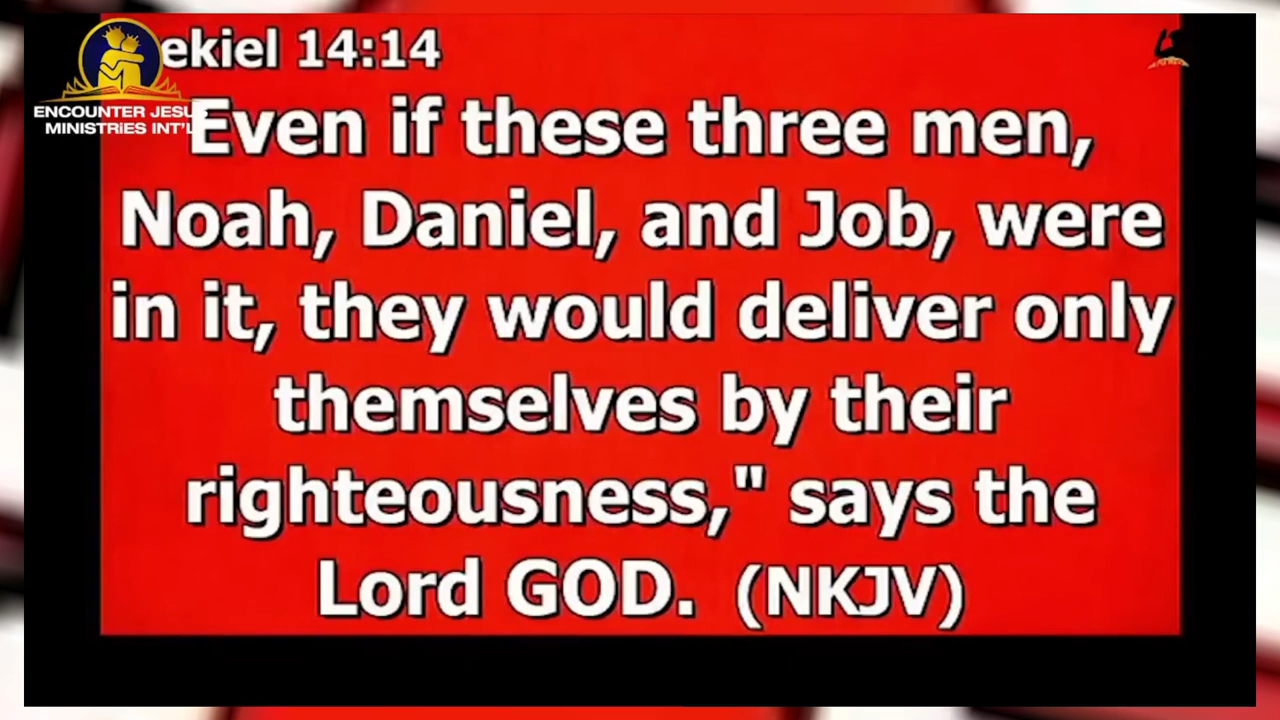 ekiel 14:14
ENCOUNTER JESUS
MINISTRIES INT'L
Even if these three men,
Noah, Daniel, and Job, were
in it, they would deliver only
themselves by their
righteousness," says the
Lord GOD. (NKJV)